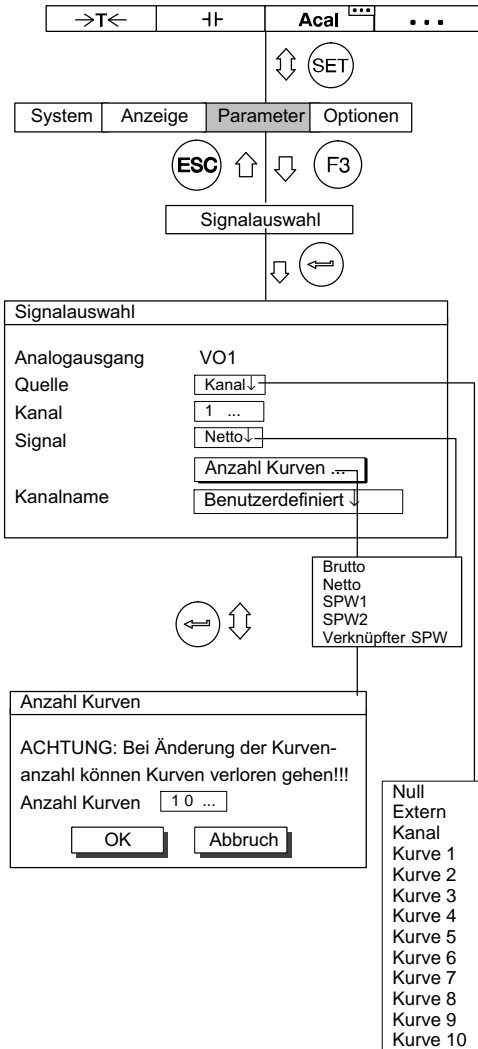 →T← ⊣⊢ Acal ... ...
SET
System Anzeige Parameter Optionen
ESC F3
Signalauswahl
Signalauswahl
Analogausgang VO1
Quelle Kanal↓
Kanal 1 ...
Signal Netto↓
Anzahl Kurven ...
Kanalname Benutzerdefiniert ↓
Brutto
Netto
SPW1
SPW2
Verknüpfter SPW
Anzahl Kurven
ACHTUNG: Bei Änderung der Kurven-
anzahl können Kurven verloren gehen!!!
Anzahl Kurven 1 0 ...
OK Abbruch
Null
Extern
Kanal
Kurve 1
Kurve 2
Kurve 3
Kurve 4
Kurve 5
Kurve 6
Kurve 7
Kurve 8
Kurve 9
Kurve 10